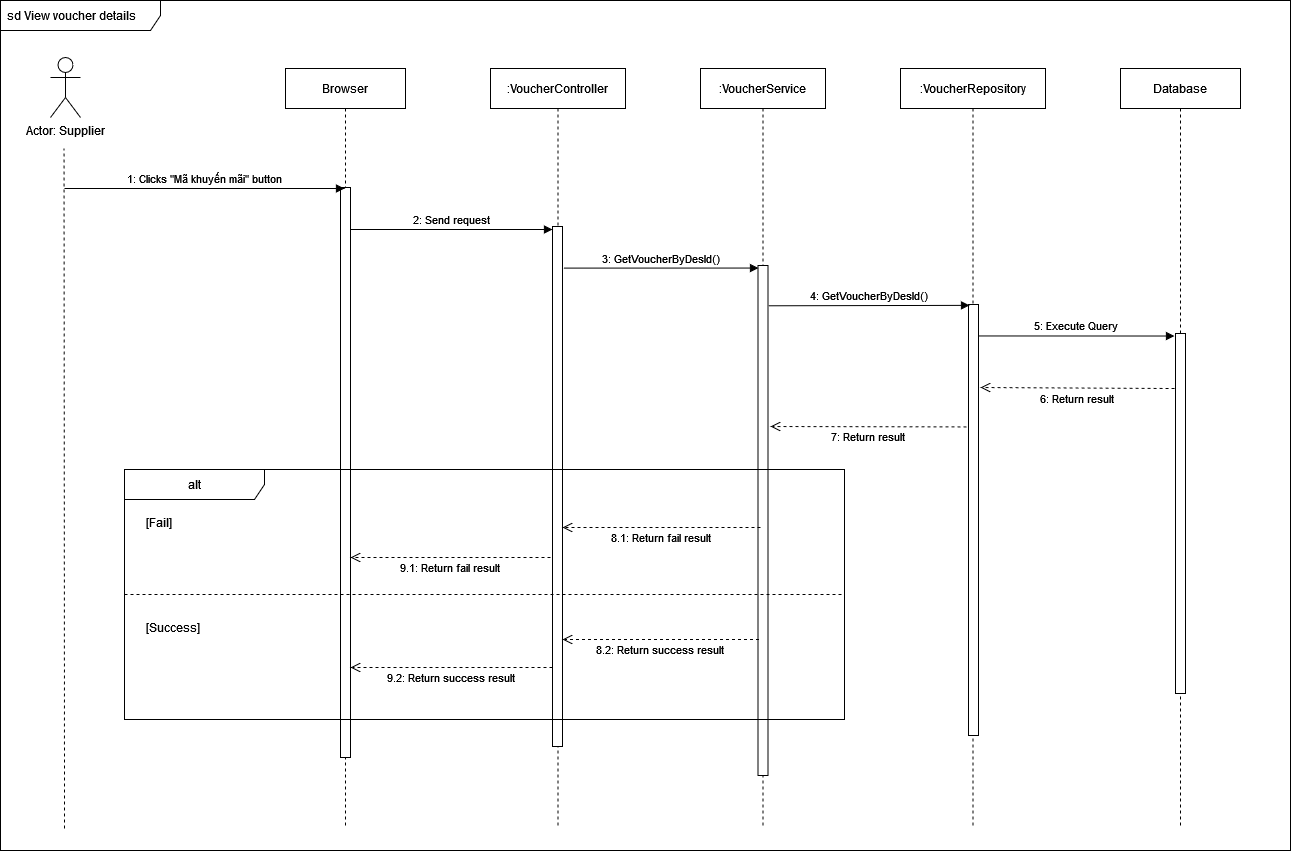 sd View voucher details
Actor: Supplier
Browser
:VoucherController
:VoucherService
:VoucherRepository
Database
1: Clicks "Mã khuyến mãi" button
2: Send request
3: GetVoucherByDesId()
4: GetVoucherByDesId()
5: Execute Query
6: Return result
7: Return result
alt
[Fail]
8.1: Return fail result
9.1: Return fail result
[Success]
8.2: Return success result
9.2: Return success result